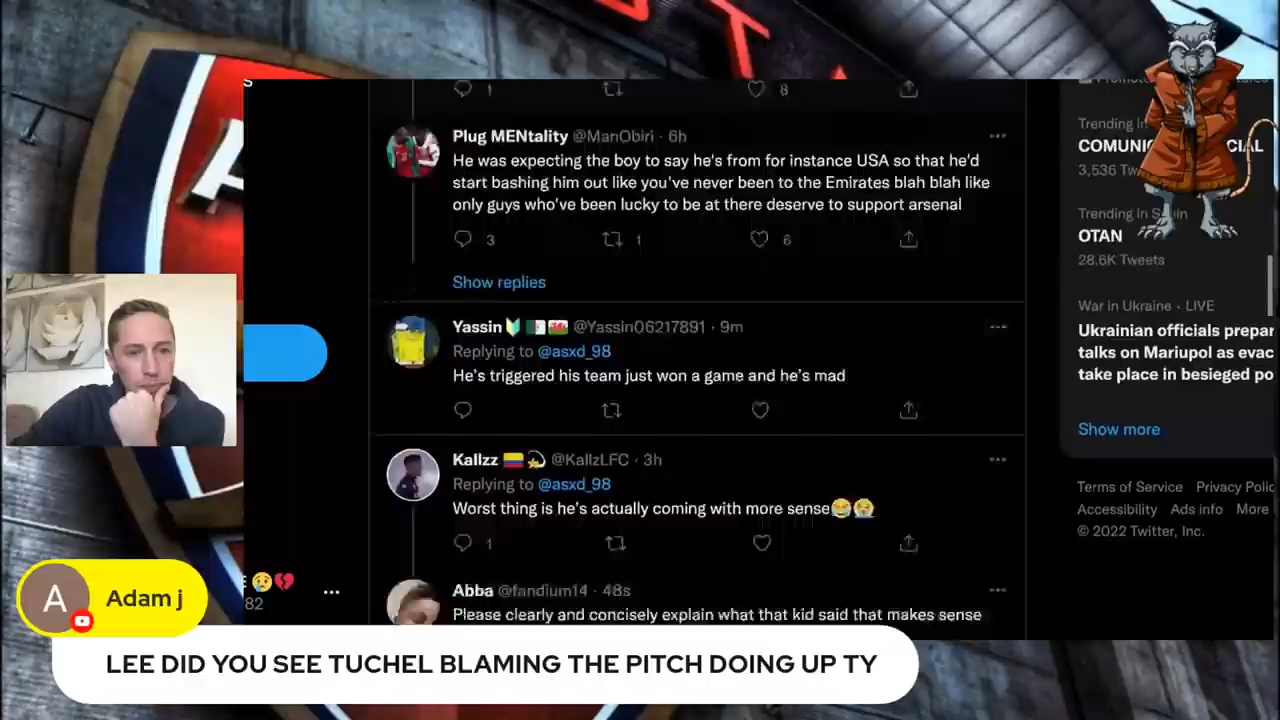 S
1
8
Plug MENtality @ManObiri · 6h
He was expecting the boy to say he's from for instance USA so that he'd
start bashing him out like you've never been to the Emirates blah blah like
only guys who've been lucky to be at there deserve to support arsenal
3
1
6
Show replies
Yassin @Yassin06217891 · 9m
Replying to @asxd_98
He's triggered his team just won a game and he's mad
Kallzz @KallzLFC · 3h
Replying to @asxd_98
Worst thing is he's actually coming with more sense😂😭
1
Abba @fandium14 · 48s
Please clearly and concisely explain what that kid said that makes sense
Trending in
3,536 Tw
OTAN
28.6K Tweets
War in Ukraine · LIVE
Ukrainian officials prepar
talks on Mariupol as evac
take place in besieged po
Show more
Terms of Service Privacy Polic
Accessibility Ads info More
© 2022 Twitter, Inc.
😢💔
82
A
Adam j
LEE DID YOU SEE TUCHEL BLAMING THE PITCH DOING UP TY